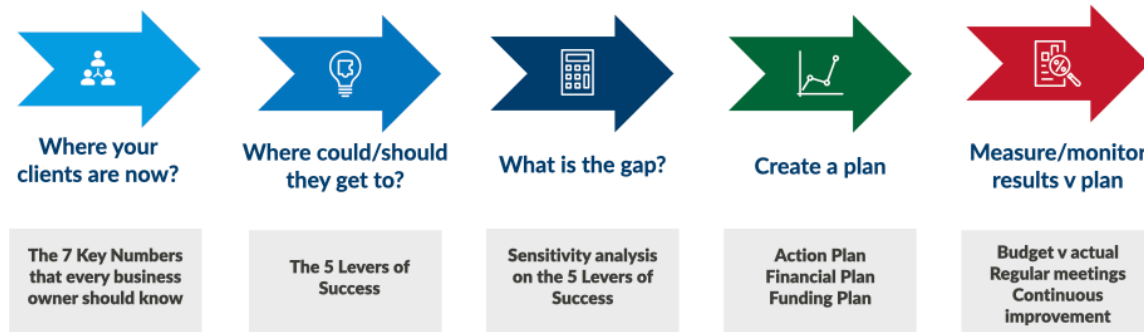 Where your
clients are now?
Where could/should
they get to?
What is the gap?
Create a plan
Measure/monitor
results v plan
The 7 Key Numbers
that every business
owner should know
The 5 Levers of
Success
Sensitivity analysis
on the 5 Levers of
Success
Action Plan
Financial Plan
Funding Plan
Budget v actual
Regular meetings
Continuous
improvement
%